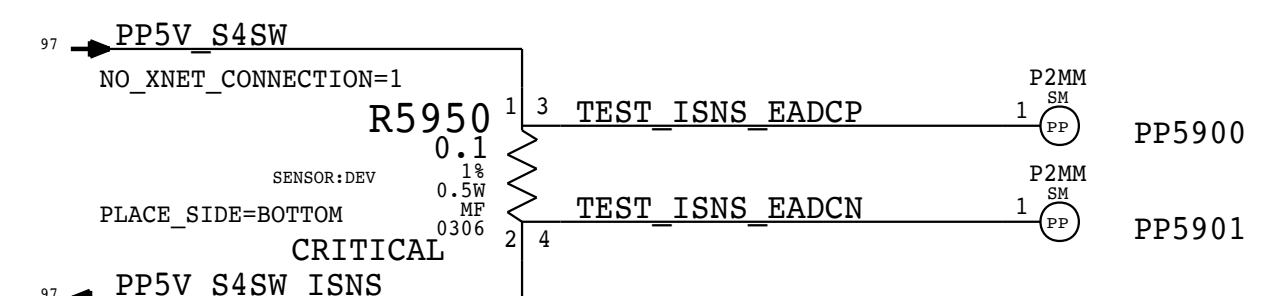 97 PP5V_S4SW
NO_XNET_CONNECTION=1
R5950
0.1
1%
0.5W
MF
0306
SENSOR:DEV
PLACE_SIDE=BOTTOM
CRITICAL
1 3 TEST_ISNS_EADCP 1
P2MM
SM
PP
PP5900
2 4 TEST_ISNS_EADCN 1
P2MM
SM
PP
PP5901
97 PP5V_S4SW_ISNS